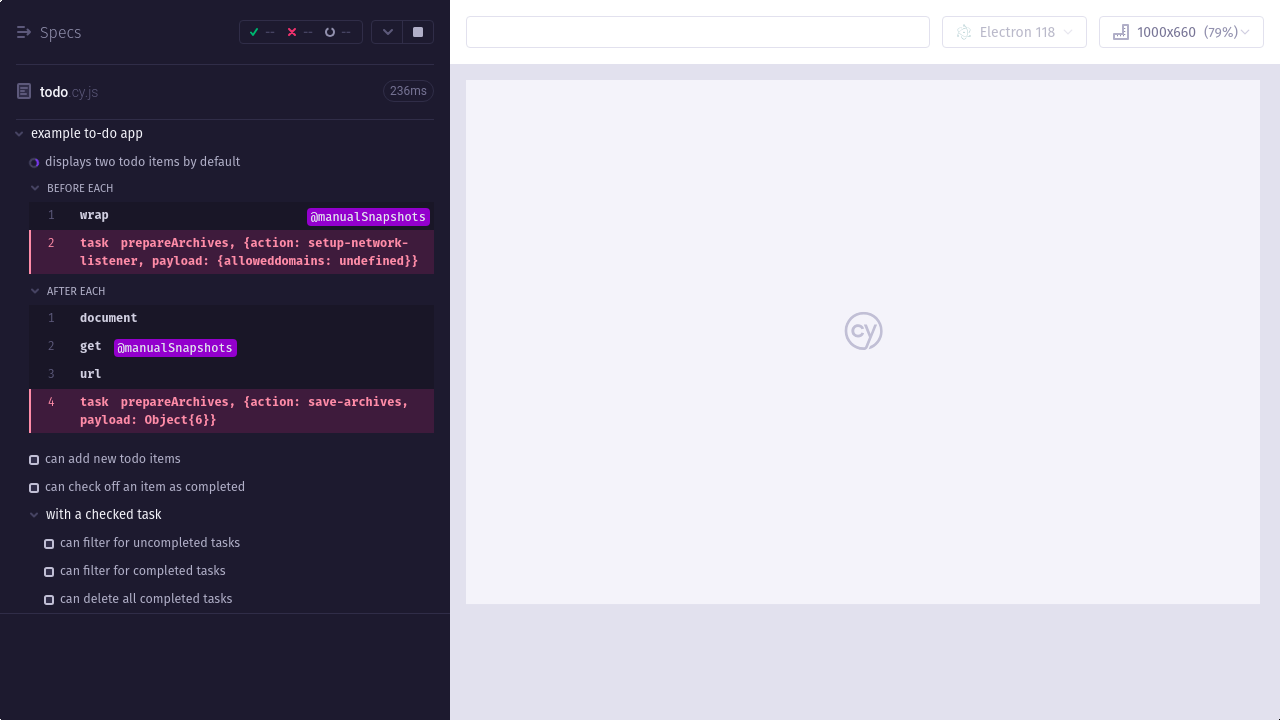 Specs
--
--
--
todo.cy.js
236ms
example to-do app
displays two todo items by default
BEFORE EACH
1 wrap @manualSnapshots
2 task prepareArchives, {action: setup-network-
listener, payload: {alloweddomains: undefined}}
AFTER EACH
1 document
2 get @manualSnapshots
3 url
4 task prepareArchives, {action: save-archives,
payload: Object{6}}
can add new todo items
can check off an item as completed
with a checked task
can filter for uncompleted tasks
can filter for completed tasks
can delete all completed tasks
Electron 118
1000x660 (79%)
cy